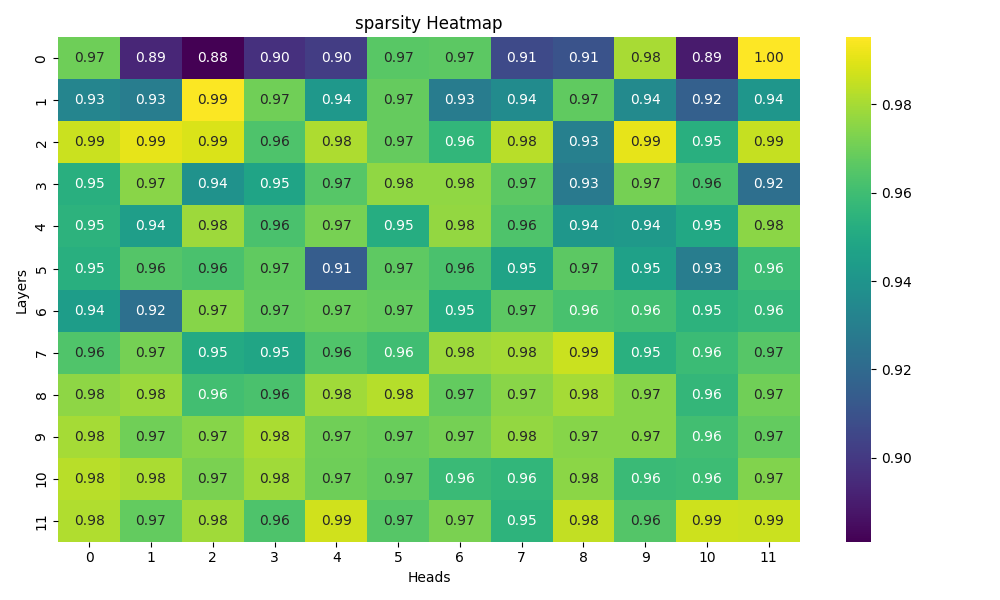 sparsity Heatmap
0 0.97 0.89 0.88 0.90 0.90 0.97 0.97 0.91 0.91 0.98 0.89 1.00
1 0.93 0.93 0.99 0.97 0.94 0.97 0.93 0.94 0.97 0.94 0.92 0.94
2 0.99 0.99 0.99 0.96 0.98 0.97 0.96 0.98 0.93 0.99 0.95 0.99
3 0.95 0.97 0.94 0.95 0.97 0.98 0.98 0.97 0.93 0.97 0.96 0.92
4 0.95 0.94 0.98 0.96 0.97 0.95 0.98 0.96 0.94 0.94 0.95 0.98
5 0.95 0.96 0.96 0.97 0.91 0.97 0.96 0.95 0.97 0.95 0.93 0.96
6 0.94 0.92 0.97 0.97 0.97 0.97 0.95 0.97 0.96 0.96 0.95 0.96
7 0.96 0.97 0.95 0.95 0.96 0.96 0.98 0.98 0.99 0.95 0.96 0.97
8 0.98 0.98 0.96 0.96 0.98 0.98 0.97 0.97 0.98 0.97 0.96 0.97
9 0.98 0.97 0.97 0.98 0.97 0.97 0.97 0.98 0.97 0.97 0.96 0.97
10 0.98 0.98 0.97 0.98 0.97 0.97 0.96 0.96 0.98 0.96 0.96 0.97
11 0.98 0.97 0.98 0.96 0.99 0.97 0.97 0.95 0.98 0.96 0.99 0.99
0 1 2 3 4 5 6 7 8 9 10 11
Heads
Layers
0.98
0.96
0.94
0.92
0.90